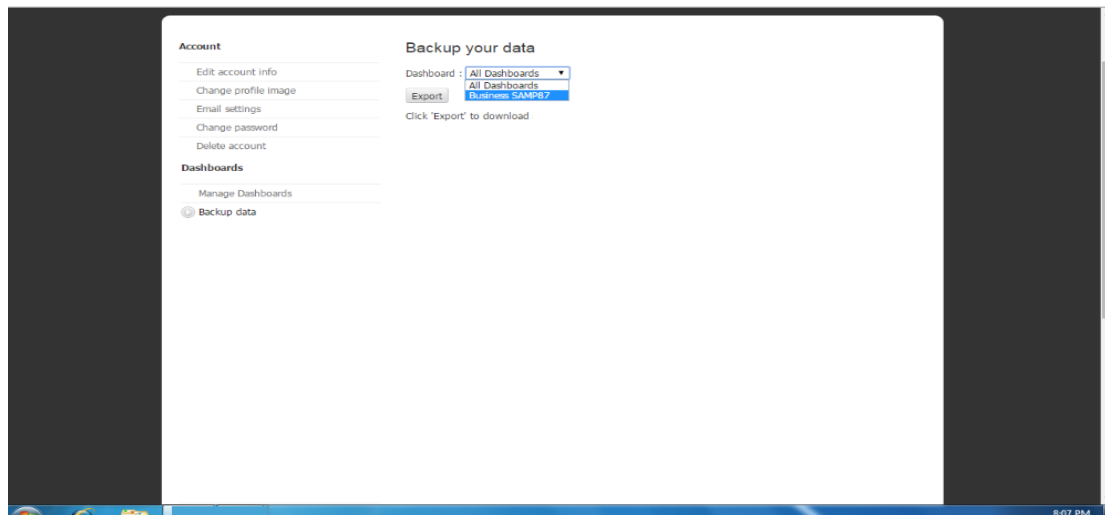 Account
Edit account info
Change profile image
Email settings
Change password
Delete account
Dashboards
Manage Dashboards
Backup data
Backup your data
Dashboard : All Dashboards
All Dashboards
Business SAMP87
Export
Click 'Export' to download
8:07 PM